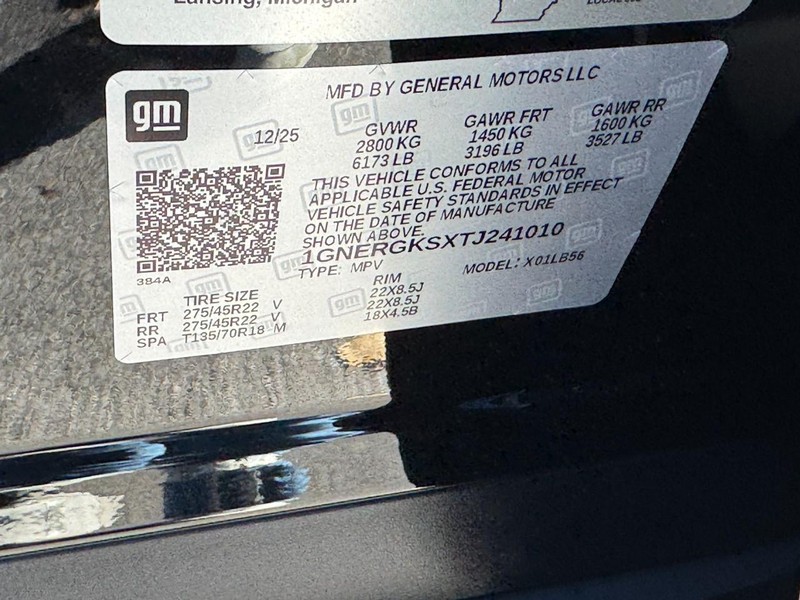 Lansing, Michigan
gm
MFD BY GENERAL MOTORS LLC
12/25
GVWR GAWR FRT GAWR RR
2800 KG 1450 KG 1600 KG
6173 LB 3196 LB 3527 LB
THIS VEHICLE CONFORMS TO ALL
APPLICABLE U.S. FEDERAL MOTOR
VEHICLE SAFETY STANDARDS IN EFFECT
ON THE DATE OF MANUFACTURE
SHOWN ABOVE.
1GNERGKSXTJ241010
TYPE: MPV MODEL: X01LB56
384A
TIRE SIZE RIM
FRT 275/45R22 V 22X8.5J
RR 275/45R22 V 22X8.5J
SPA T135/70R18 M 18X4.5B